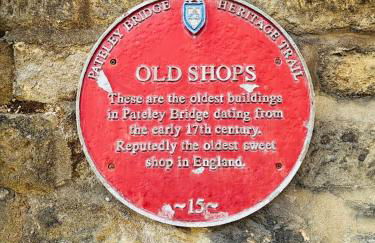 PATELEY BRIDGE HERITAGE TRAIL
OLD SHOPS
These are the oldest buildings
in Pateley Bridge dating from
the early 17th century.
Reputedly the oldest sweet
shop in England.
~15~